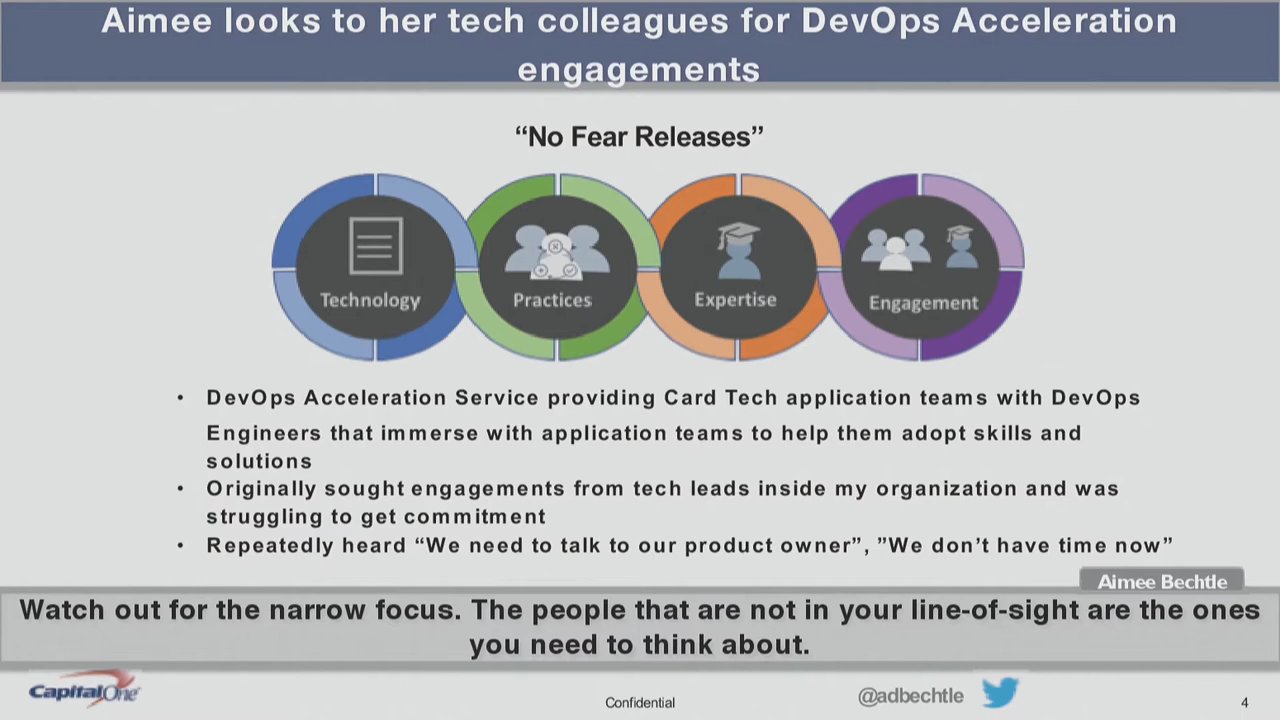 Aimee looks to her tech colleagues for DevOps Acceleration
engagements
“No Fear Releases”
Technology
Practices
Expertise
Engagement
• DevOps Acceleration Service providing Card Tech application teams with DevOps
Engineers that immerse with application teams to help them adopt skills and
solutions
• Originally sought engagements from tech leads inside my organization and was
struggling to get commitment
• Repeatedly heard “We need to talk to our product owner”, ”We don’t have time now”
Aimee Bechtle
Watch out for the narrow focus. The people that are not in your line-of-sight are the ones
you need to think about.
CapitalOne
Confidential
@adbechtle
4